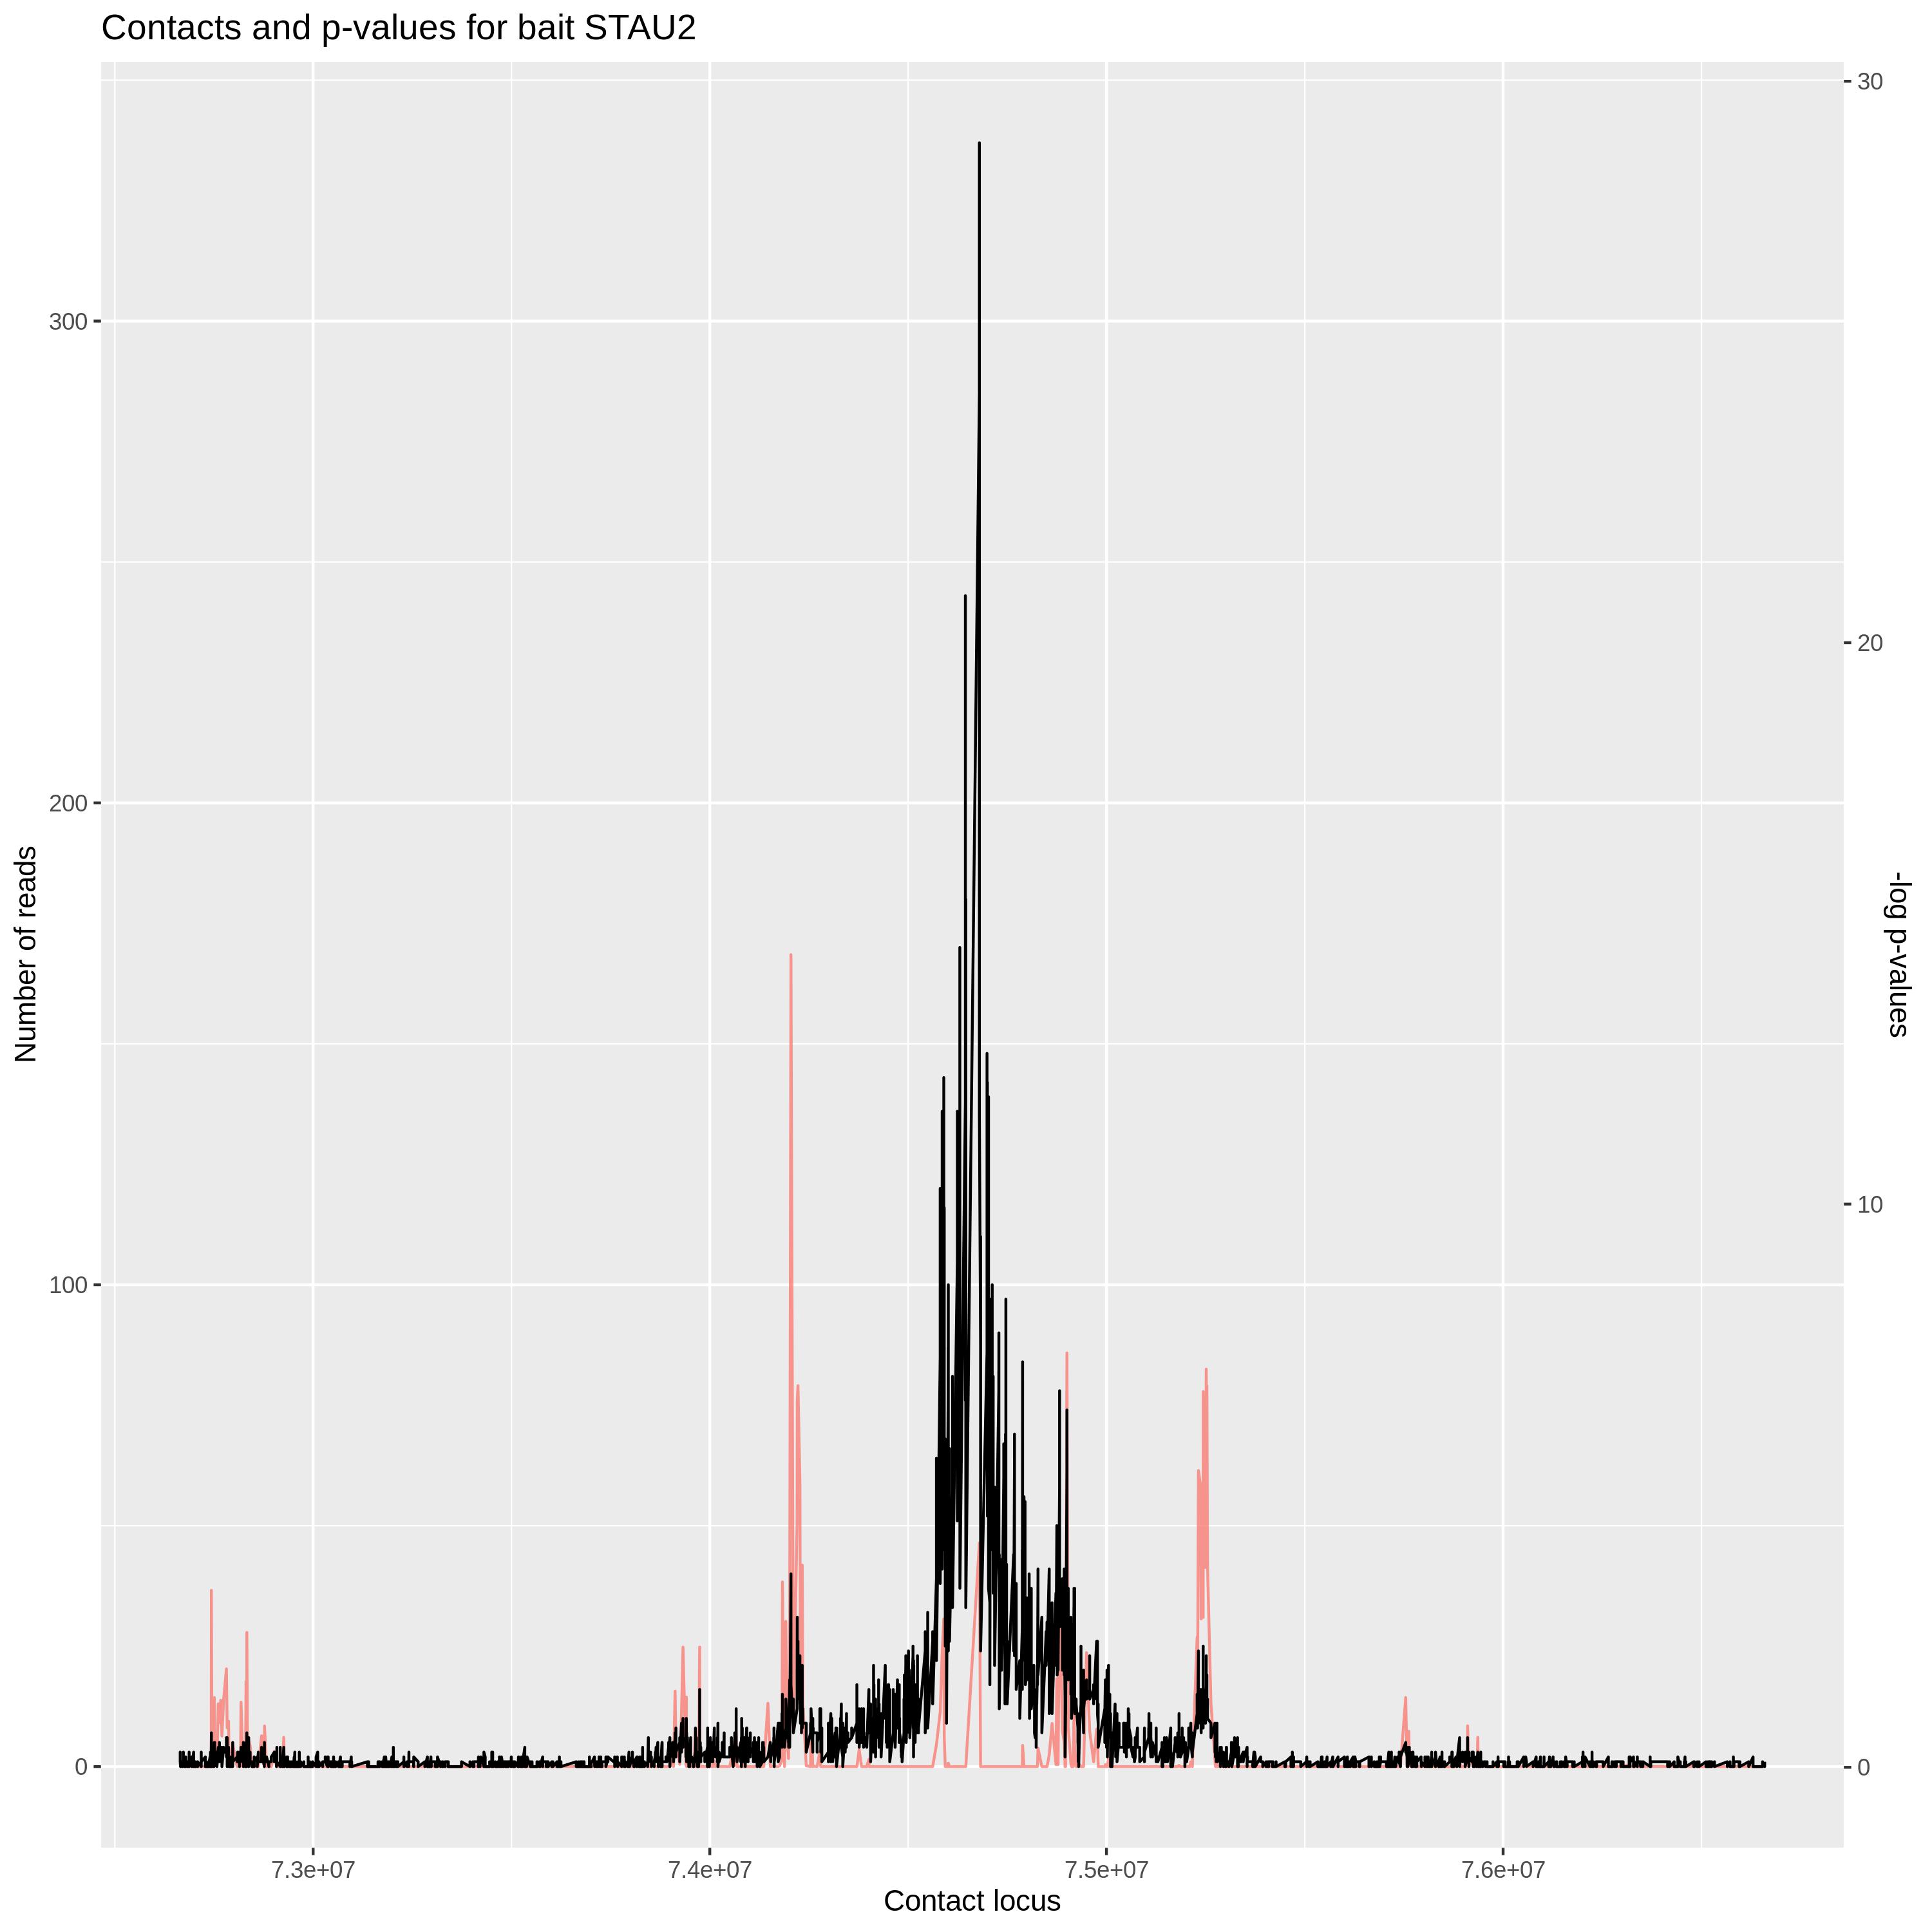 Contacts and p-values for bait STAU2
30
300
20
200
Number of reads
-log p-values
10
100
0
0
7.3e+07
7.4e+07
7.5e+07
7.6e+07
Contact locus